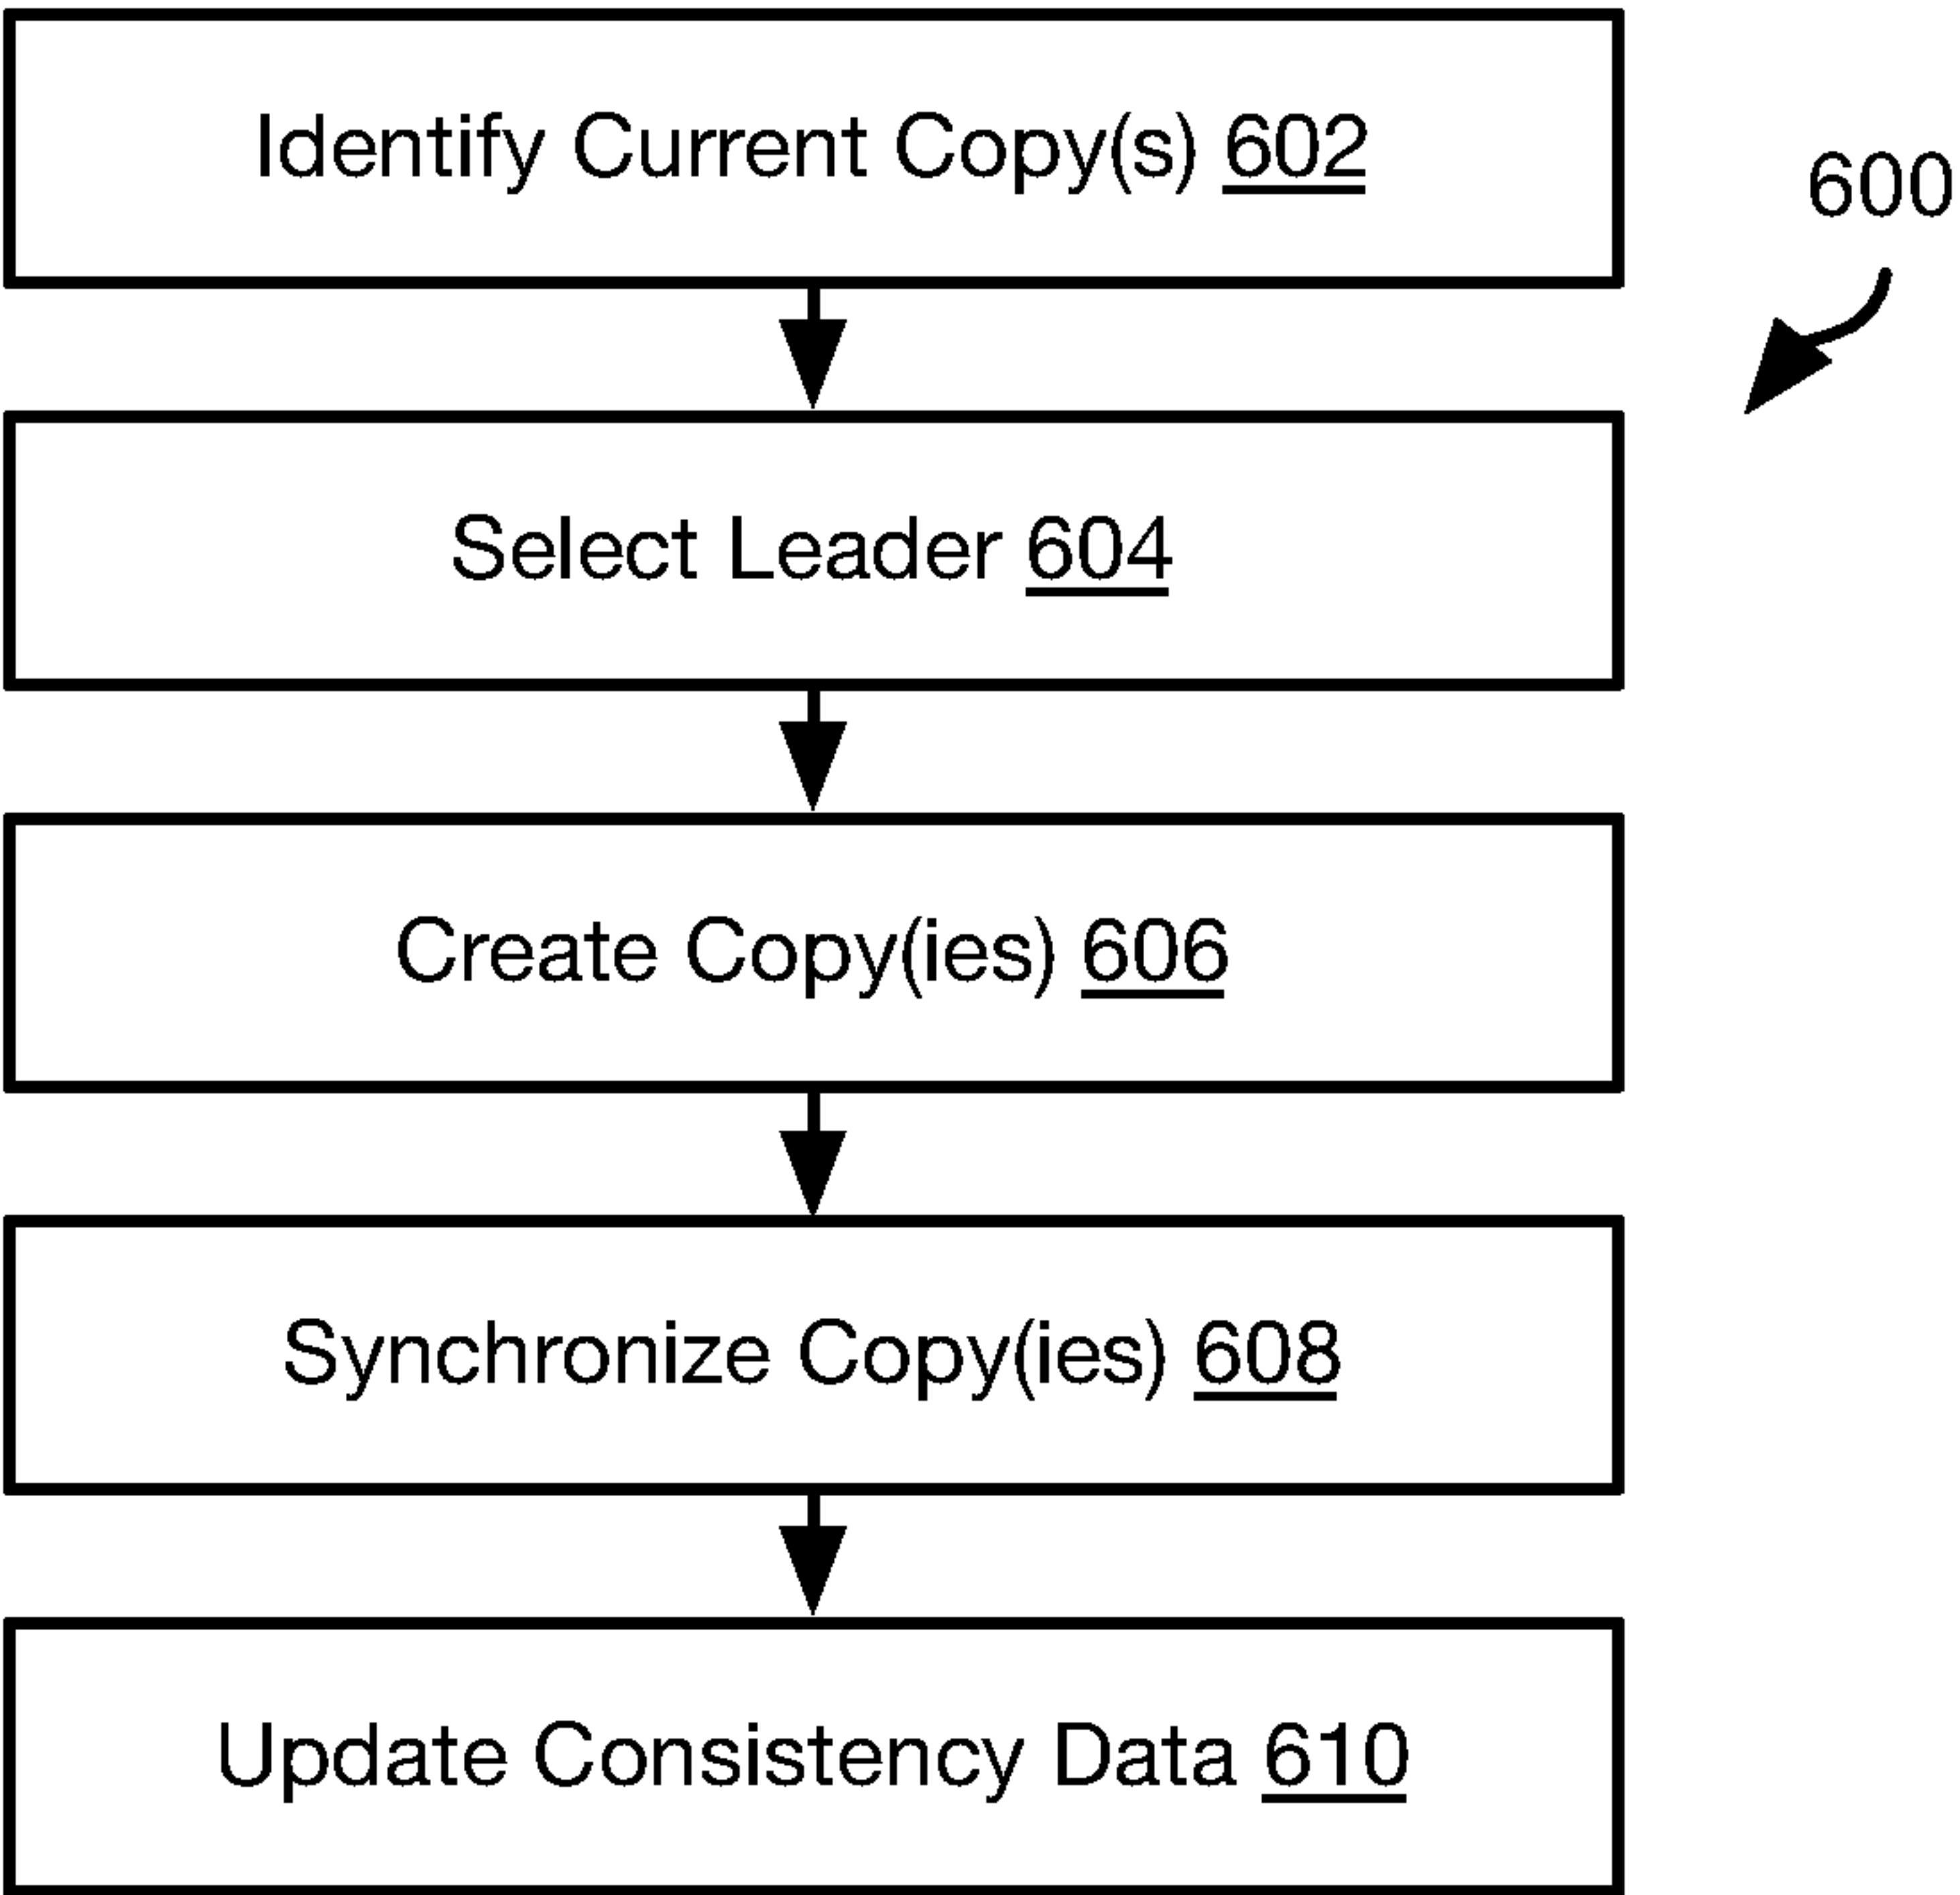 Identify Current Copy(s) 602
600
Select Leader 604
Create Copy(ies) 606
Synchronize Copy(ies) 608
Update Consistency Data 610